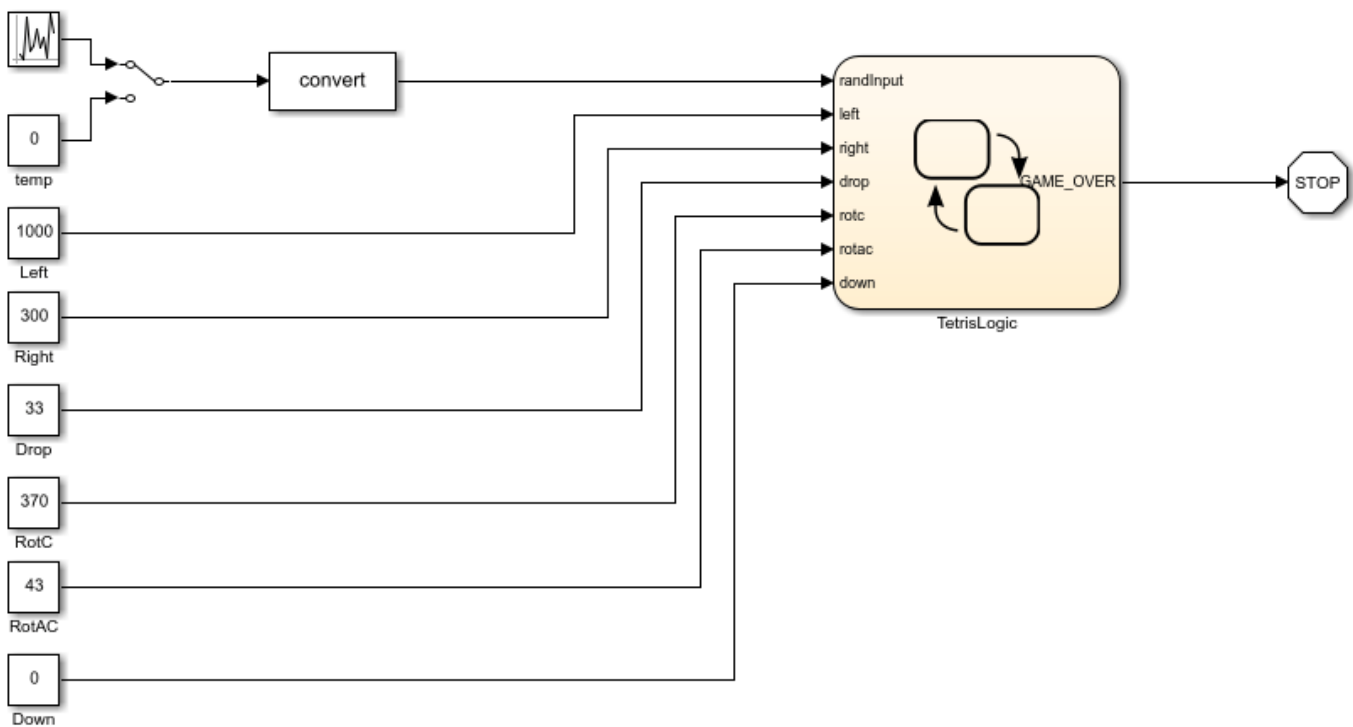 convert
0
temp
1000
Left
300
Right
33
Drop
370
RotC
43
RotAC
0
Down
randInput
left
right
drop
rotc
rotac
down
GAME_OVER
TetrisLogic
STOP